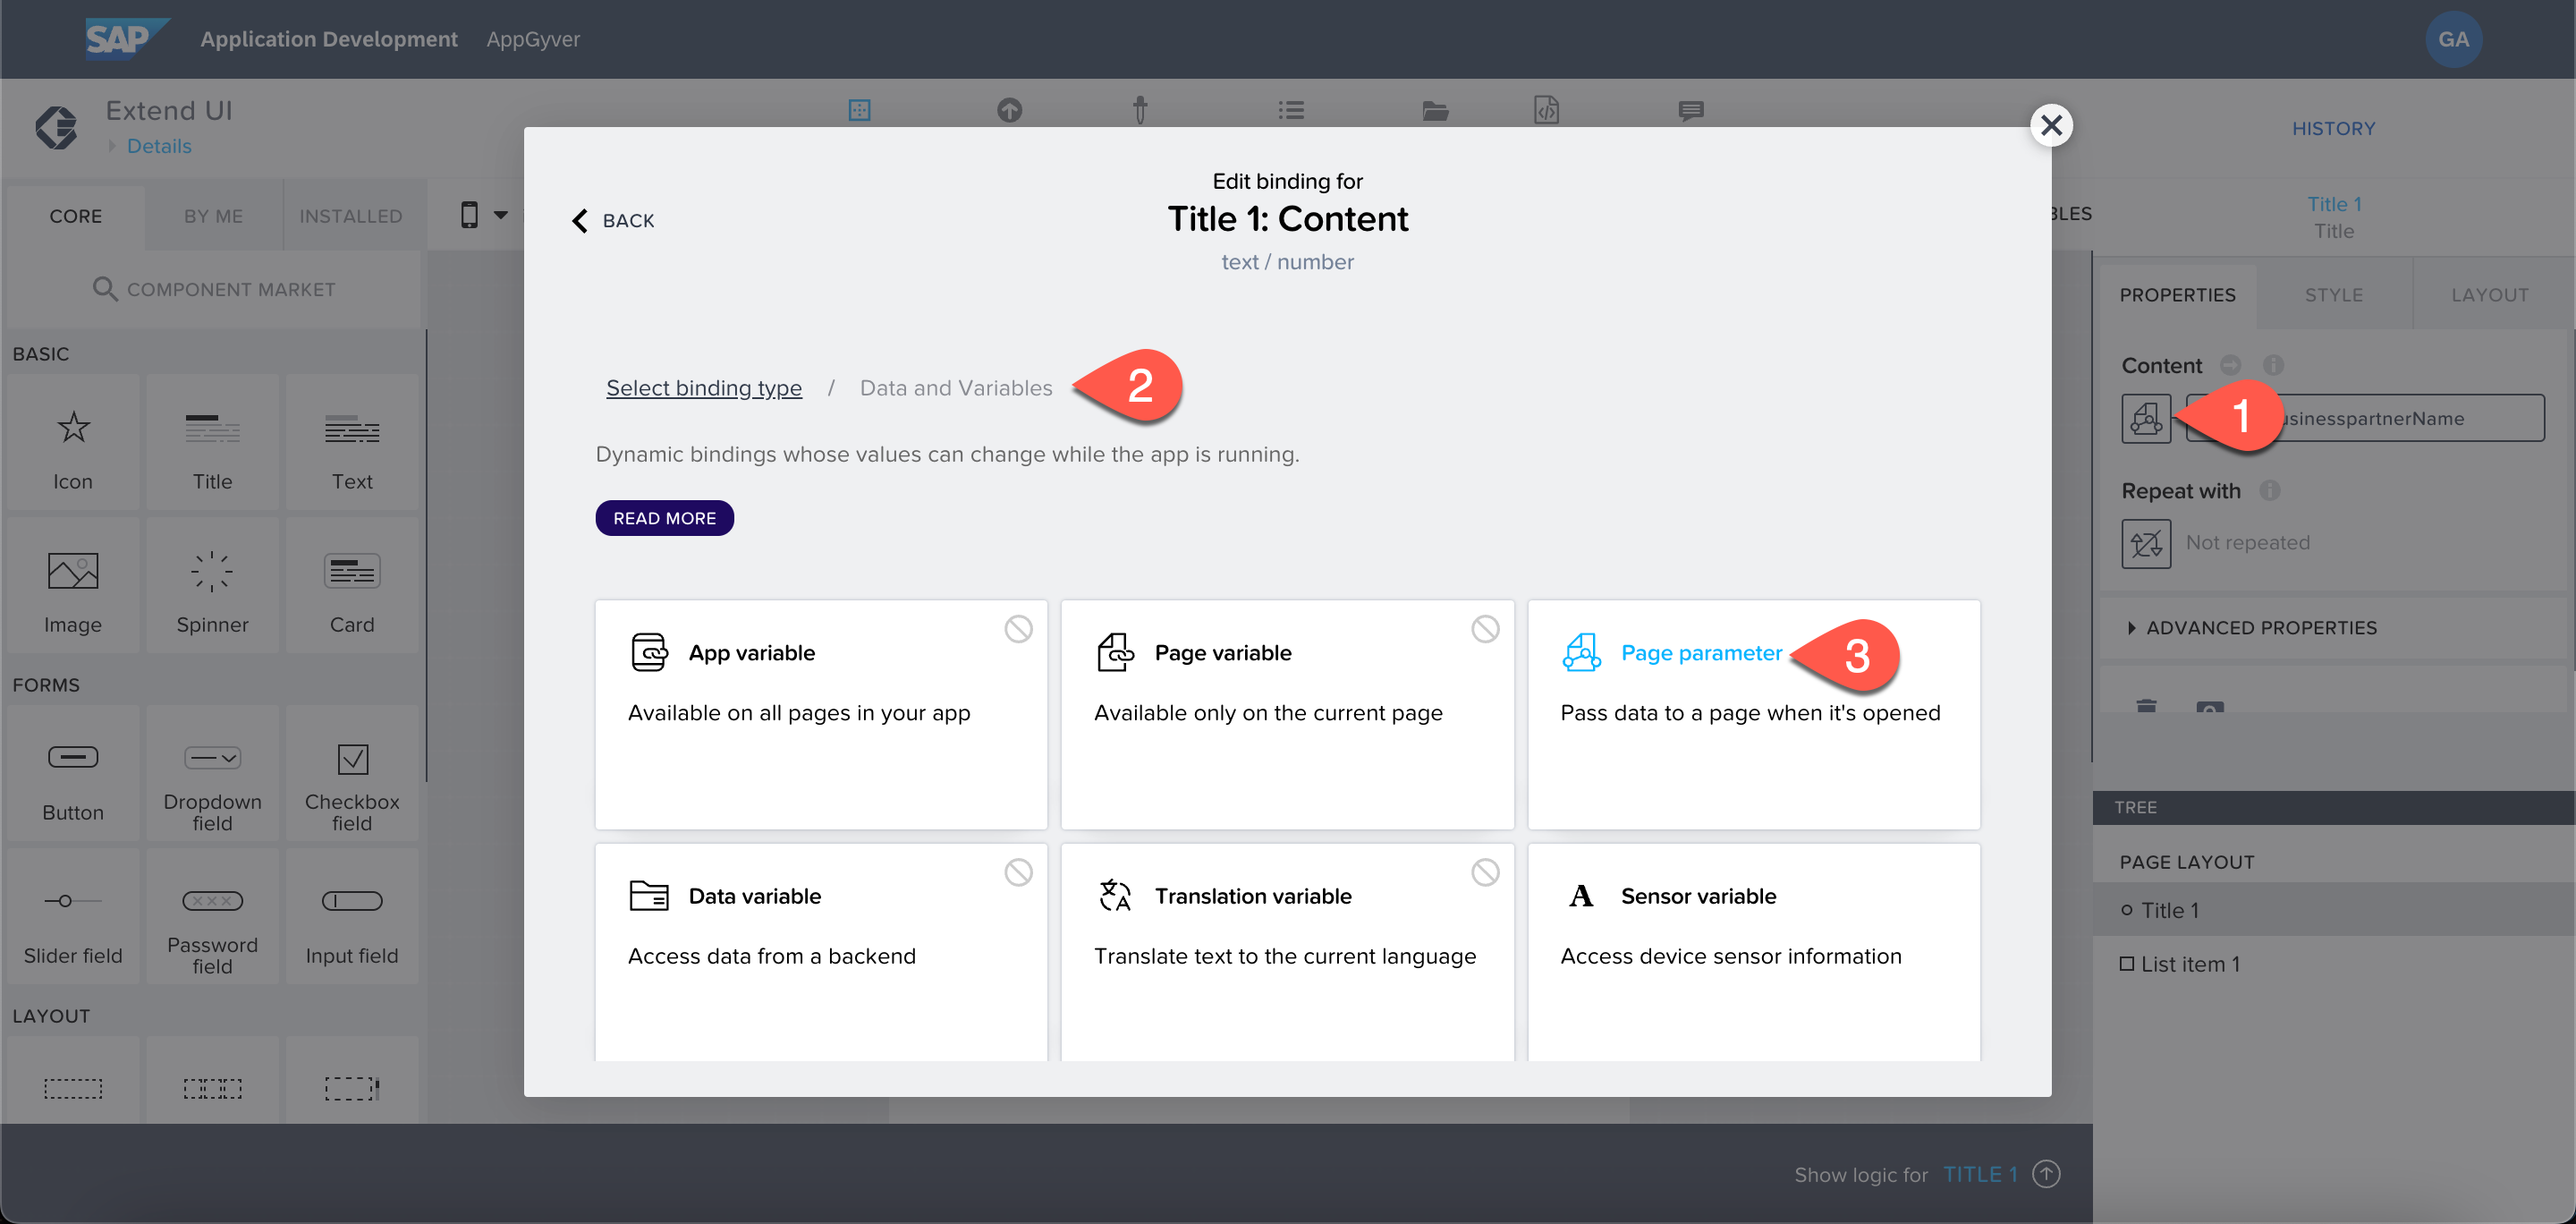 SAP Application Development AppGyver GA
Extend UI
Details
HISTORY
CORE BY ME INSTALLED
COMPONENT MARKET
BASIC
Icon Title Text
Image Spinner Card
FORMS
Button Dropdown field Checkbox field
Slider field Password field Input field
LAYOUT
BACK
Edit binding for
Title 1: Content
text / number
Select binding type / Data and Variables
2
Dynamic bindings whose values can change while the app is running.
READ MORE
App variable
Available on all pages in your app
Page variable
Available only on the current page
Page parameter
3
Pass data to a page when it's opened
Data variable
Access data from a backend
Translation variable
Translate text to the current language
A
Sensor variable
Access device sensor information
Title 1
Title
PROPERTIES STYLE LAYOUT
Content
1
Repeat with
Not repeated
ADVANCED PROPERTIES
TREE
PAGE LAYOUT
Title 1
List item 1
Show logic for TITLE 1